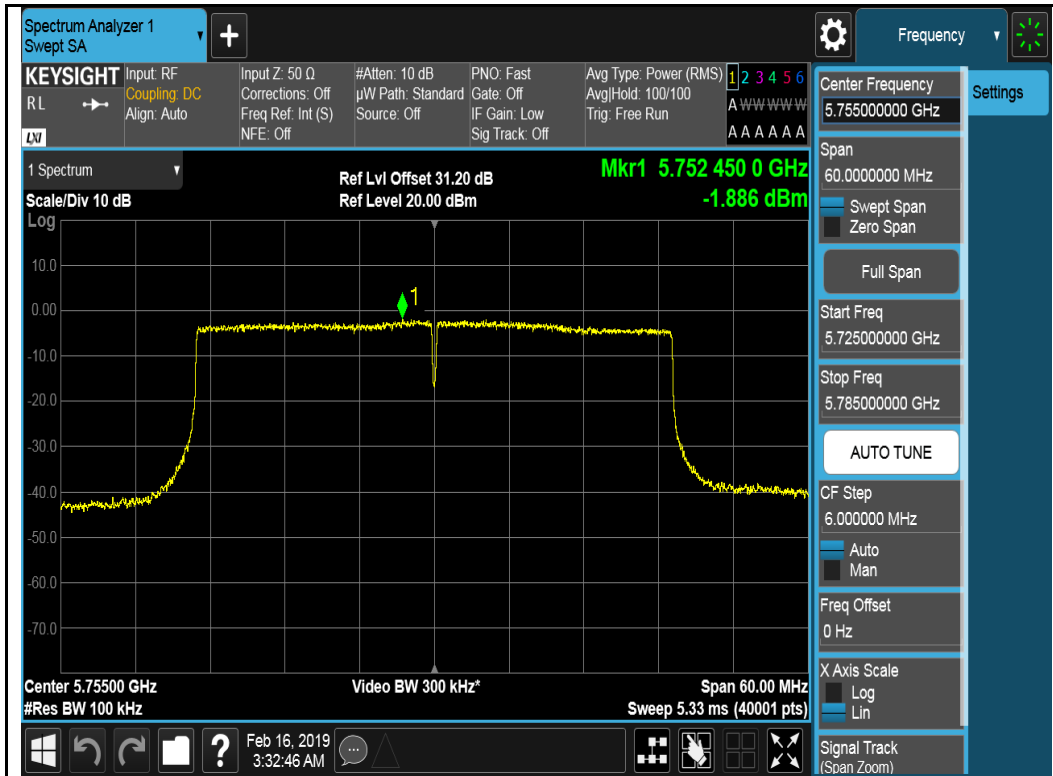 Spectrum Analyzer 1
Swept SA
+
Frequency
KEYSIGHT
R L
LXI
Input: RF
Coupling: DC
Align: Auto
Input Z: 50 Ω
Corrections: Off
Freq Ref: Int (S)
NFE: Off
#Atten: 10 dB
µW Path: Standard
Source: Off
PNO: Fast
Gate: Off
IF Gain: Low
Sig Track: Off
Avg Type: Power (RMS)
Avg|Hold: 100/100
Trig: Free Run
1 2 3 4 5 6
A W W W W W
A A A A A A
1 Spectrum
Scale/Div 10 dB
Ref Lvl Offset 31.20 dB
Ref Level 20.00 dBm
Mkr1 5.752 450 0 GHz
-1.886 dBm
Log
10.0
0.00
-10.0
-20.0
-30.0
-40.0
-50.0
-60.0
-70.0
1
Center 5.75500 GHz
#Res BW 100 kHz
Video BW 300 kHz*
Span 60.00 MHz
Sweep 5.33 ms (40001 pts)
?
Feb 16, 2019
3:32:46 AM
Center Frequency
5.755000000 GHz
Span
60.0000000 MHz
Swept Span
Zero Span
Full Span
Start Freq
5.725000000 GHz
Stop Freq
5.785000000 GHz
AUTO TUNE
CF Step
6.000000 MHz
Auto
Man
Freq Offset
0 Hz
X Axis Scale
Log
Lin
Signal Track
(Span Zoom)
Settings